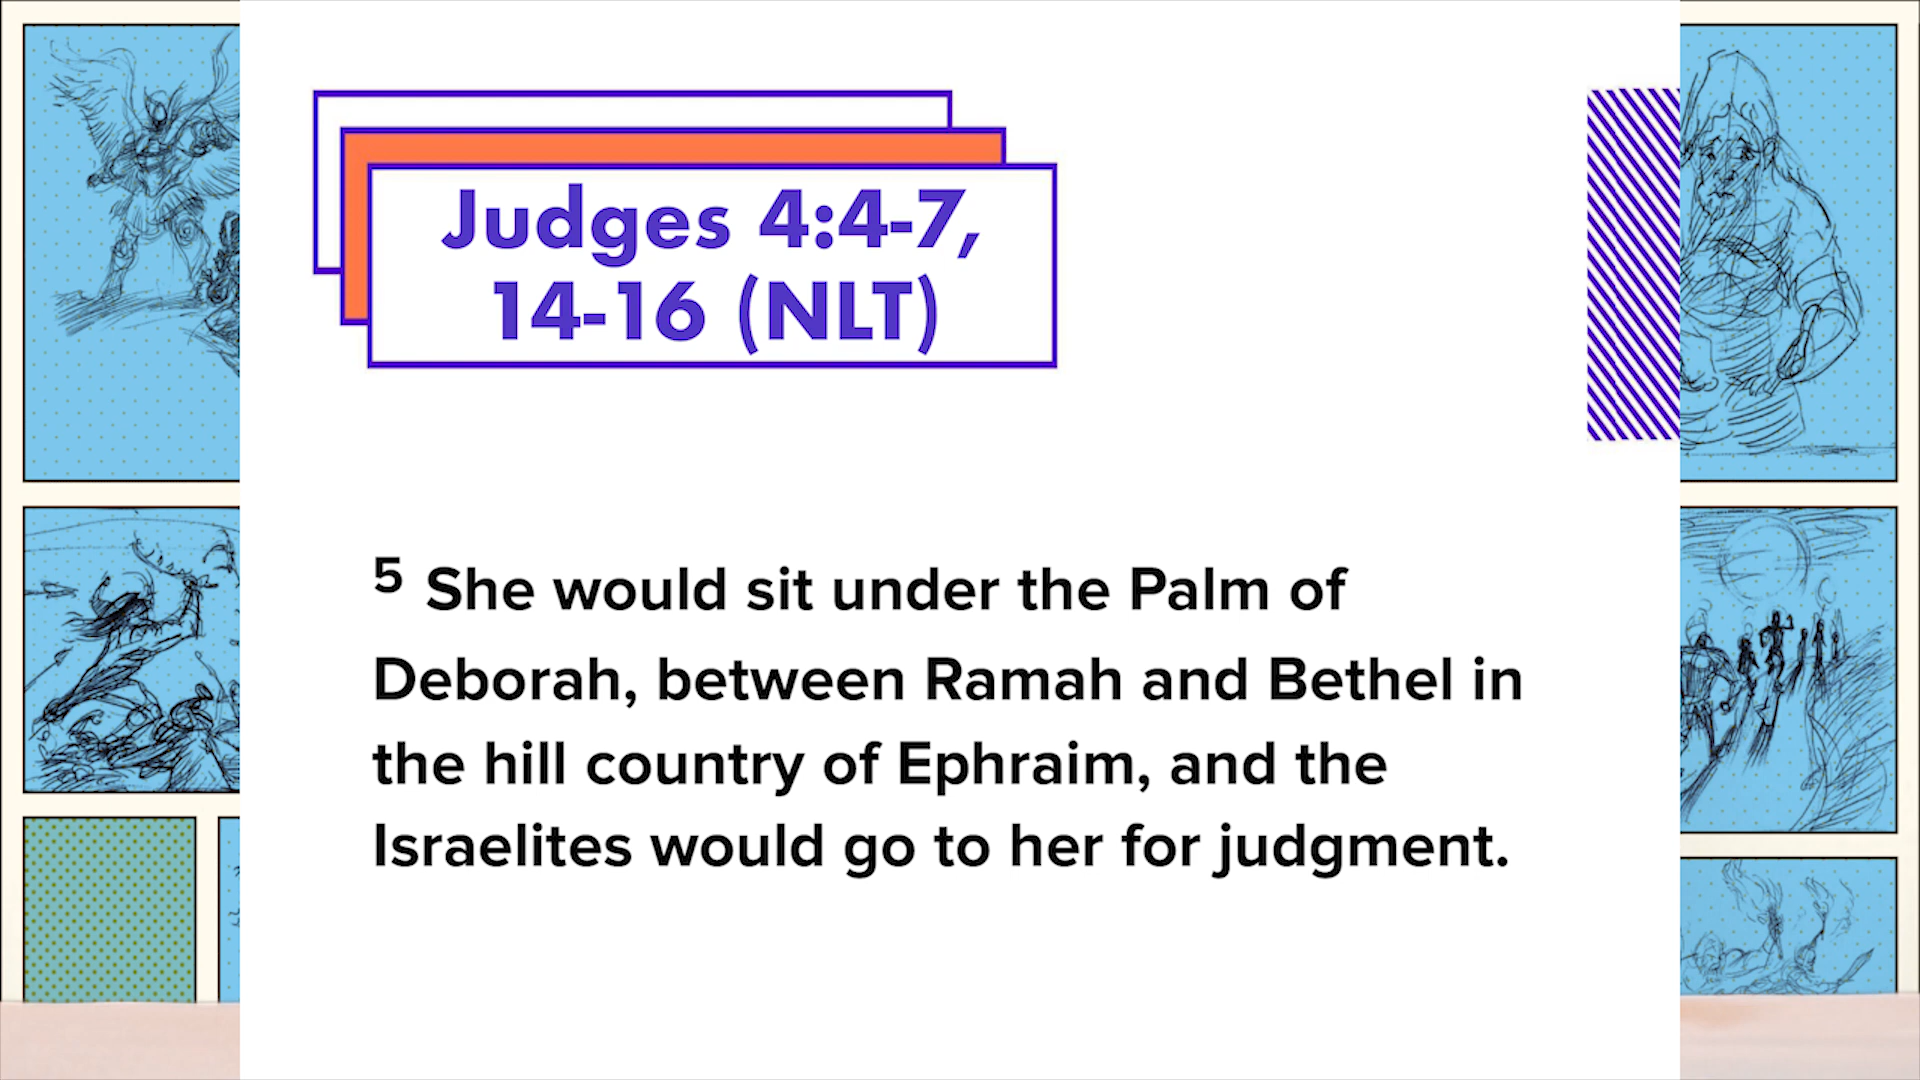 Judges 4:4-7,
14-16 (NLT)
5 She would sit under the Palm of
Deborah, between Ramah and Bethel in
the hill country of Ephraim, and the
Israelites would go to her for judgment.